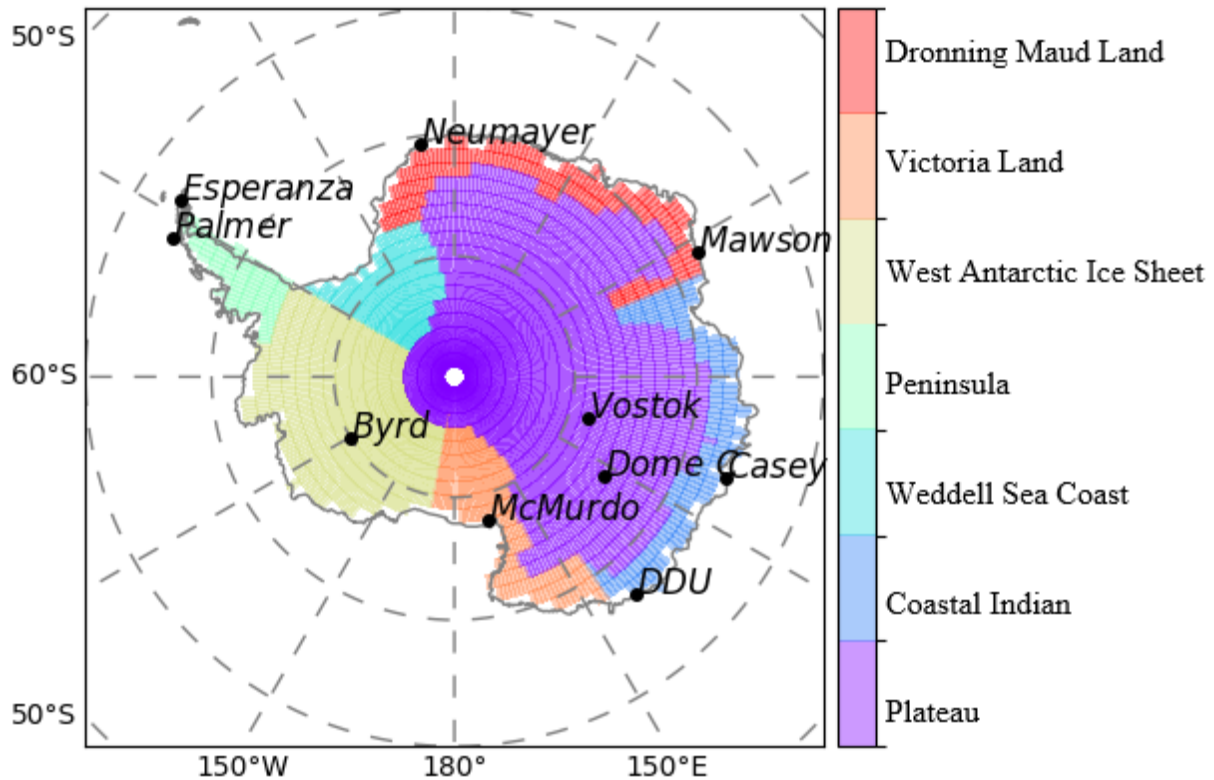 50°S
Neumayer
Esperanza
Palmer
Mawson
60°S
Vostok
Byrd
Dome C
Casey
McMurdo
DDU
50°S
150°W 180° 150°E
Dronning Maud Land
Victoria Land
West Antarctic Ice Sheet
Peninsula
Weddell Sea Coast
Coastal Indian
Plateau